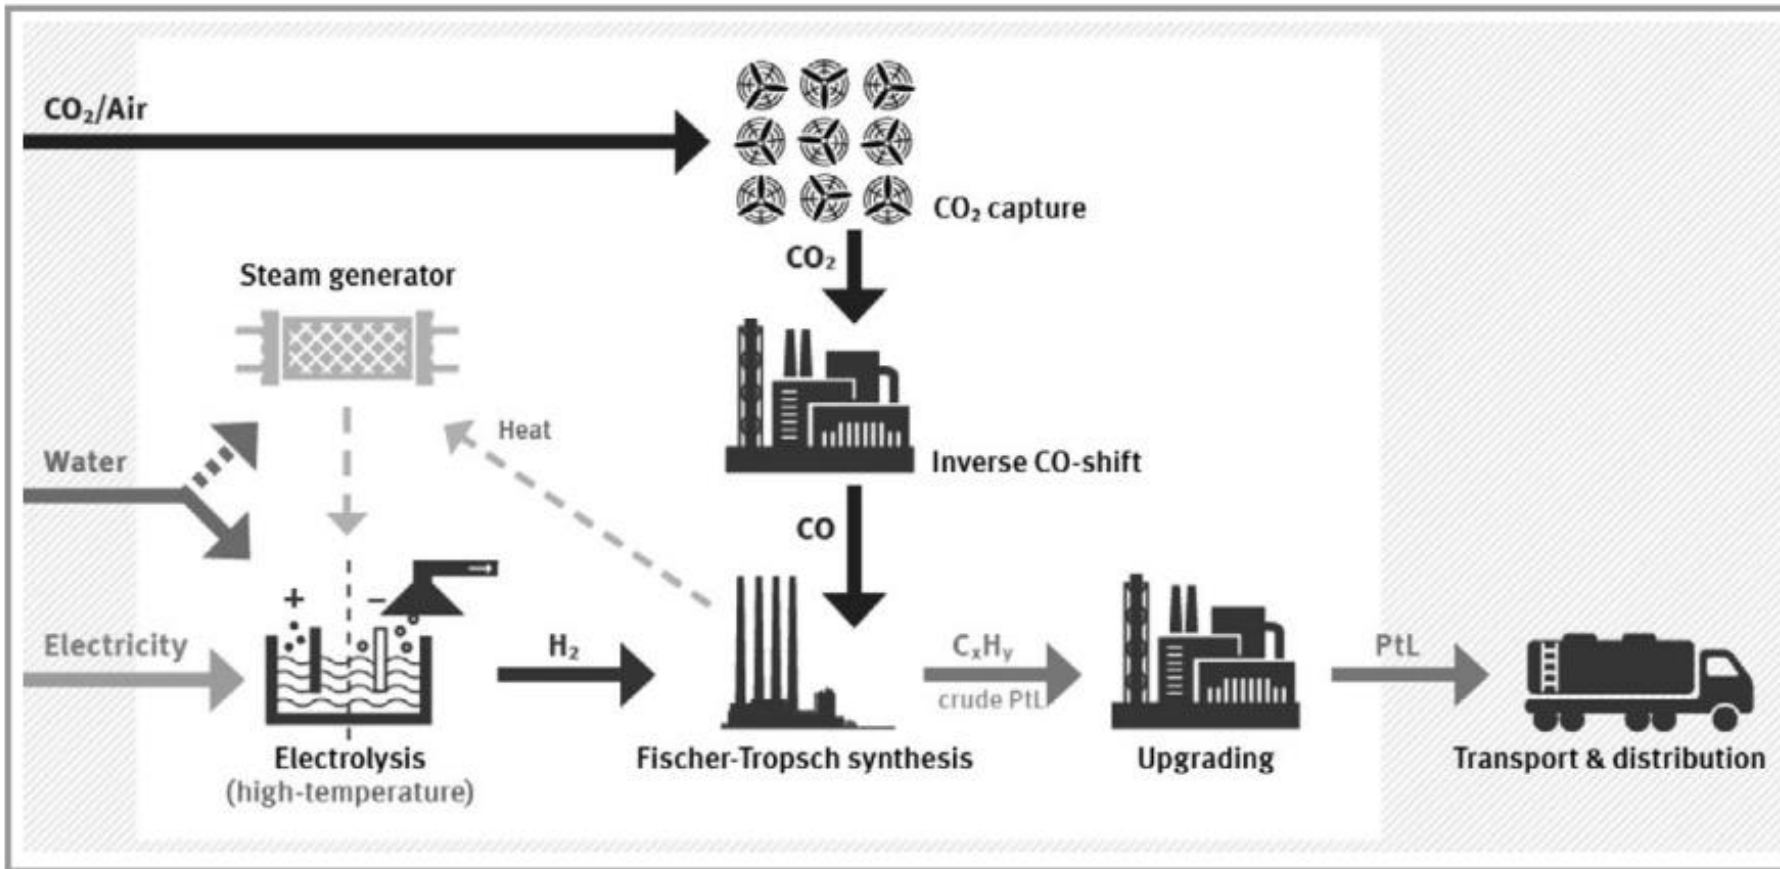 CO₂/Air
CO₂ capture
CO₂
Steam generator
Heat
Water
Inverse CO-shift
CO
+ −
Electricity
H₂
CₓHᵧ
crude PtL
PtL
Electrolysis
(high-temperature)
Fischer-Tropsch synthesis
Upgrading
Transport & distribution